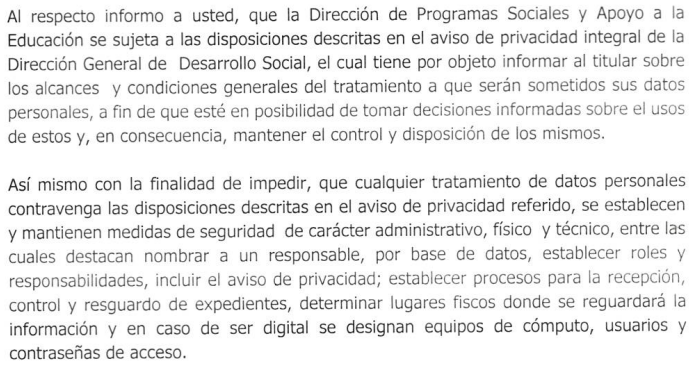 Al respecto informo a usted, que la Dirección de Programas Sociales y Apoyo a la
Educación se sujeta a las disposiciones descritas en el aviso de privacidad integral de la
Dirección General de Desarrollo Social, el cual tiene por objeto informar al titular sobre
los alcances y condiciones generales del tratamiento a que serán sometidos sus datos
personales, a fin de que esté en posibilidad de tomar decisiones informadas sobre el usos
de estos y, en consecuencia, mantener el control y disposición de los mismos.

Así mismo con la finalidad de impedir, que cualquier tratamiento de datos personales
contravenga las disposiciones descritas en el aviso de privacidad referido, se establecen
y mantienen medidas de seguridad de carácter administrativo, físico y técnico, entre las
cuales destacan nombrar a un responsable, por base de datos, establecer roles y
responsabilidades, incluir el aviso de privacidad; establecer procesos para la recepción,
control y resguardo de expedientes, determinar lugares fiscos donde se reguardará la
información y en caso de ser digital se designan equipos de cómputo, usuarios y
contraseñas de acceso.